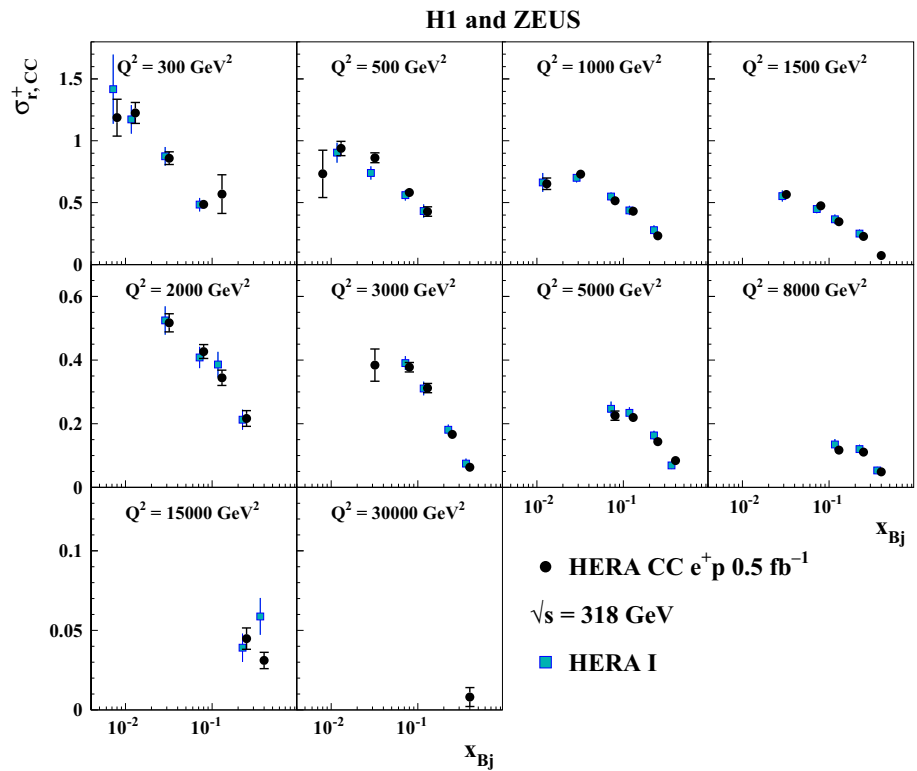 H1 and ZEUS
σ⁺r, CC
Q² = 300 GeV²
Q² = 500 GeV²
Q² = 1000 GeV²
Q² = 1500 GeV²
1.5
1
0.5
0
Q² = 2000 GeV²
Q² = 3000 GeV²
Q² = 5000 GeV²
Q² = 8000 GeV²
0.6
0.4
0.2
0
10⁻² 10⁻¹ 10⁻² 10⁻¹
xBj
Q² = 15000 GeV²
Q² = 30000 GeV²
0.1
0.05
0
10⁻² 10⁻¹ 10⁻² 10⁻¹
xBj
HERA CC e⁺p 0.5 fb⁻¹
√s = 318 GeV
HERA I